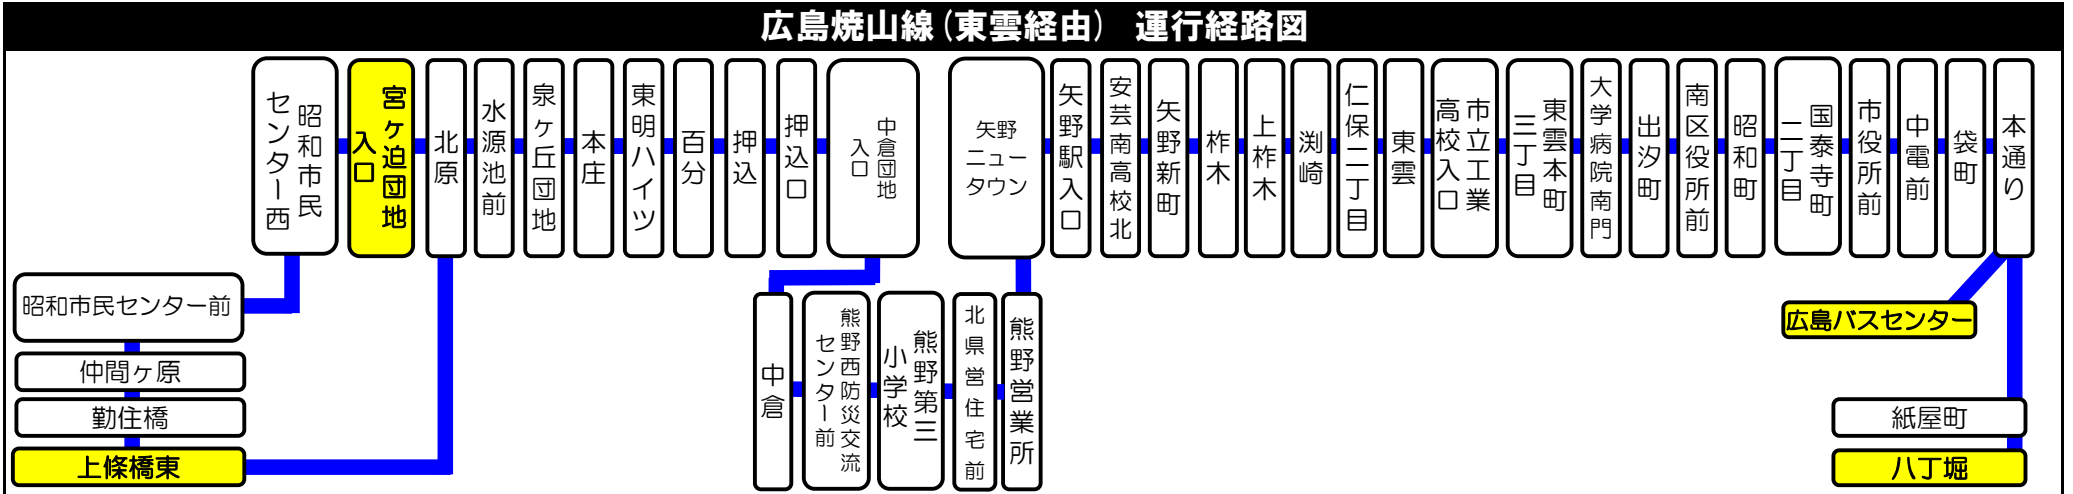 広島焼山線（東雲経由） 運行経路図
昭和市民
センター西
宮ヶ迫団地
入口
北原
水源池前
泉ヶ丘団地
本庄
東明ハイツ
百分
押込
押込口
中倉団地
入口
矢野
ニュー
タウン
矢野駅入口
安芸南高校北
矢野新町
柞木
上柞木
渕崎
仁保二丁目
東雲
市立工業
高校入口
東雲本町
三丁目
大学病院南門
出汐町
南区役所前
昭和町
国泰寺町
二丁目
市役所前
中電前
袋町
本通り
昭和市民センター前
仲間ヶ原
勤住橋
上條橋東
中倉
熊野西防災交流
センター前
熊野第三
小学校
北県営住宅前
熊野営業所
広島バスセンター
紙屋町
八丁堀